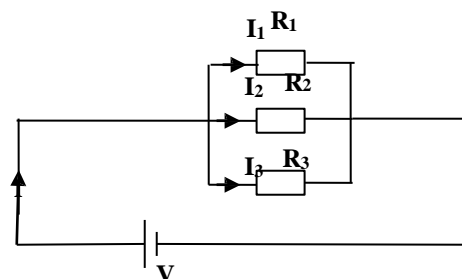 I₁ R₁
I₂ R₂
I₃ R₃
V